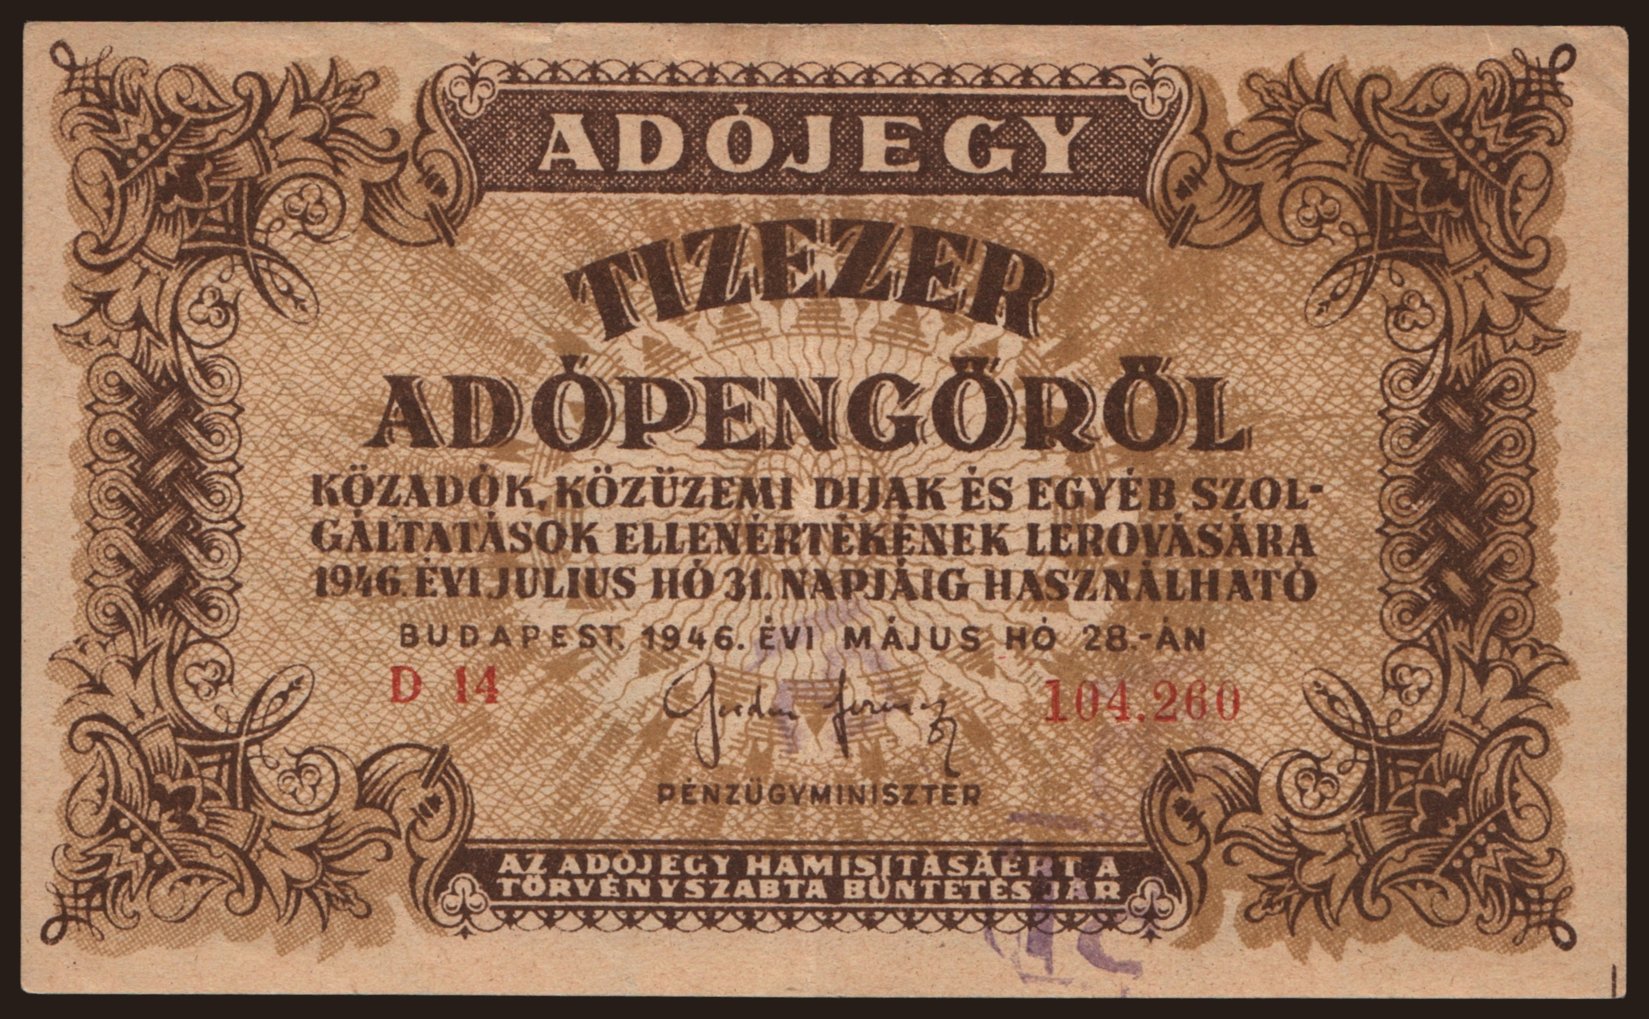 ADÓJEGY
TIZEZER
ADÓPENGŐRŐL
KÖZADÓK, KÖZÜZEMI DIJAK ÉS EGYÉB SZOL-
GÁLTATÁSOK ELLENÉRTÉKÉNEK LEROVÁSÁRA
1946. ÉVI JULIUS HÓ 31. NAPJÁIG HASZNÁLHATÓ
BUDAPEST, 1946. ÉVI MÁJUS HÓ 28.-ÁN
D 14
104.260
PÉNZÜGYMINISZTER
AZ ADÓJEGY HAMISITÁSÁÉRT A
TÖRVÉNYSZABTA BÜNTETÉS JÁR